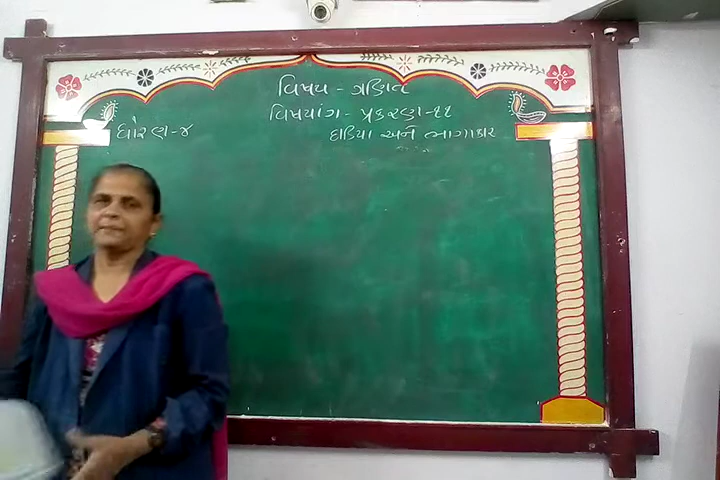 વિષય - ગણિત
વિષયાંગ - પ્રકરણ-૧૧
ધોરણ-૪
ઘડિયા અને ભાગાકાર